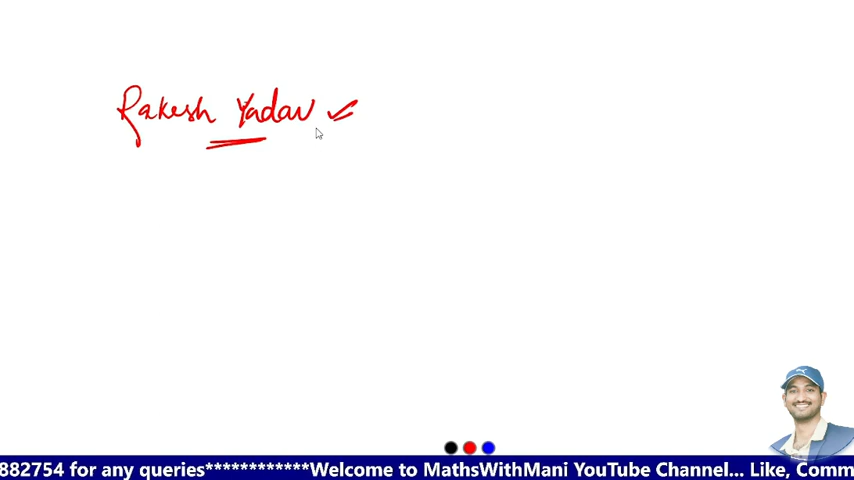 Rakesh Yadav
882754 for any queries************Welcome to MathsWithMani YouTube Channel... Like, Comm